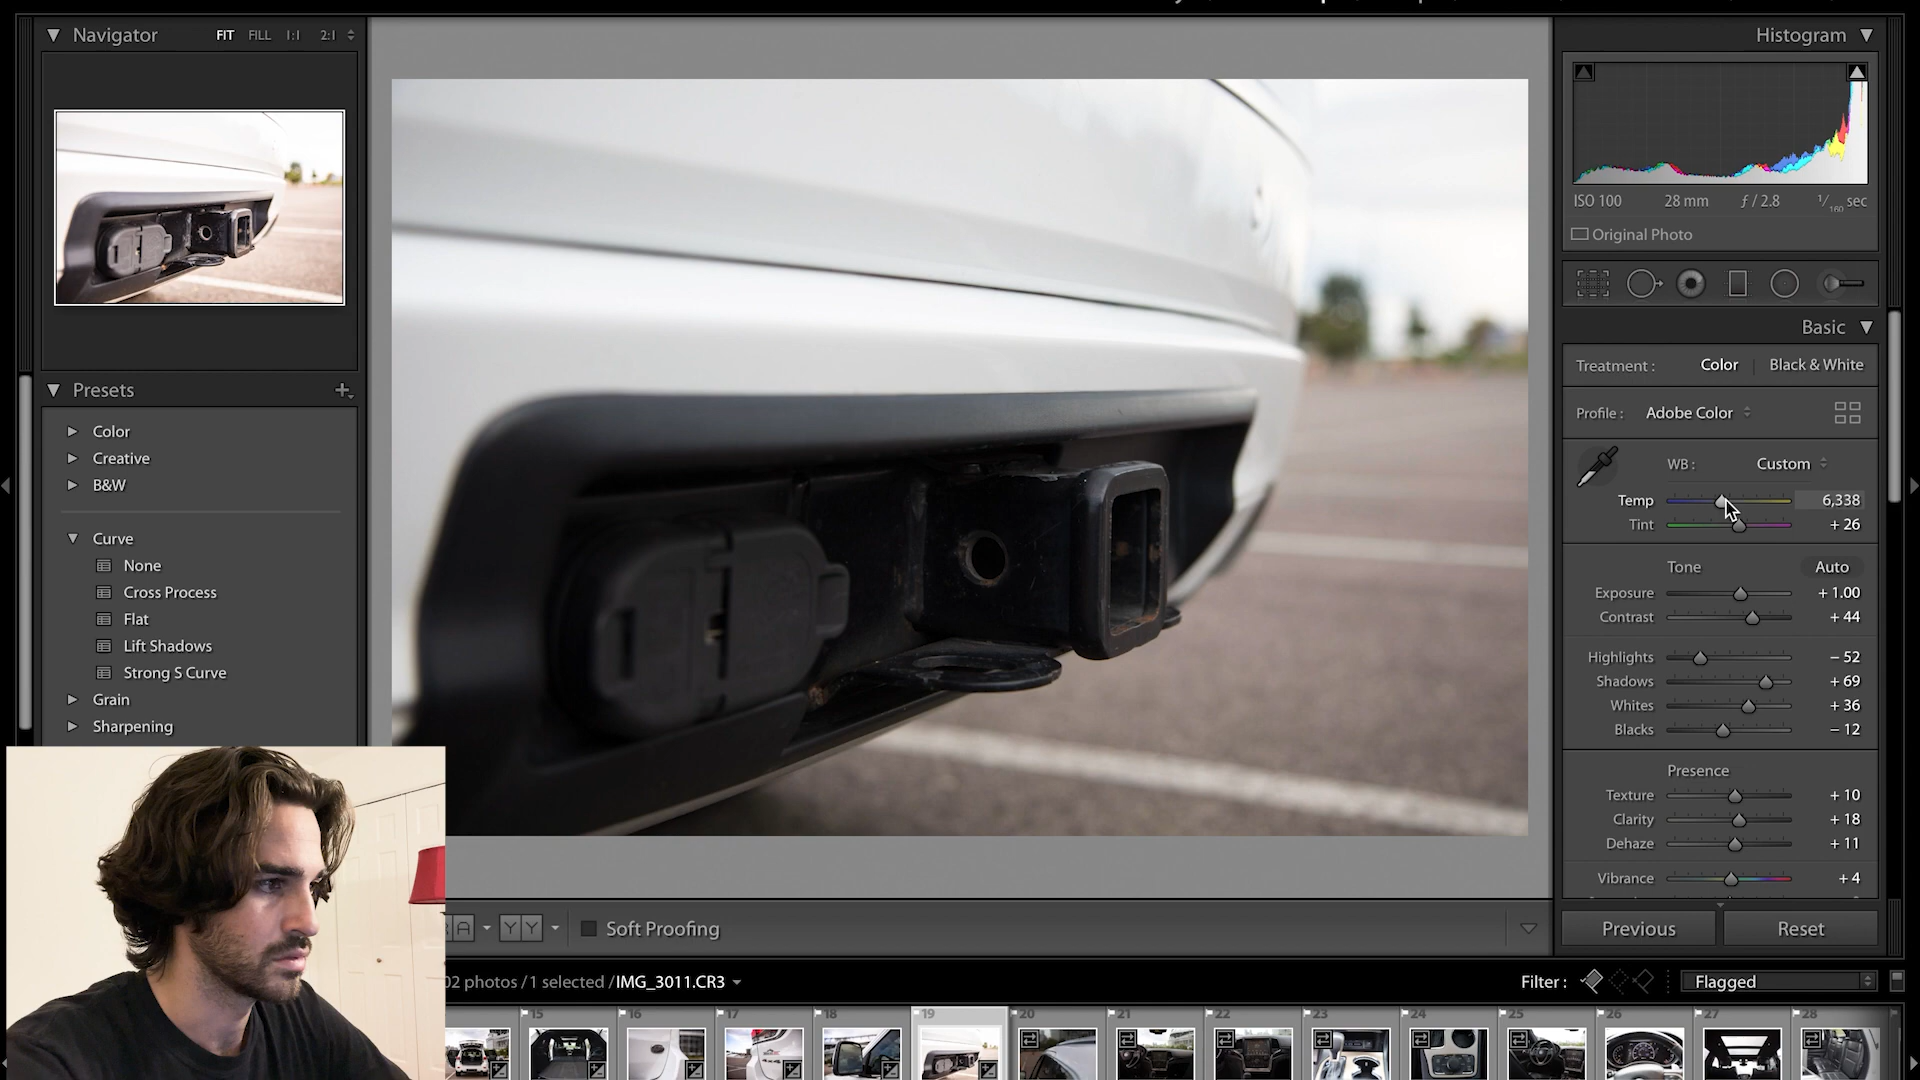 Navigator
FIT FILL 1:1 2:1
Histogram
ISO 100 28 mm ƒ / 2.8 1/160 sec
Original Photo
Basic
Treatment : Color Black & White
Profile : Adobe Color
WB : Custom
Temp 6,338
Tint + 26
Tone Auto
Exposure + 1.00
Contrast + 44
Highlights – 52
Shadows + 69
Whites + 36
Blacks – 12
Presence
Texture + 10
Clarity + 18
Dehaze + 11
Vibrance + 4
Previous Reset
Presets
Color
Creative
B&W
Curve
None
Cross Process
Flat
Lift Shadows
Strong S Curve
Grain
Sharpening
A YY Soft Proofing
02 photos / 1 selected / IMG_3011.CR3
Filter : Flagged
15 16 17 18 19 20 21 22 23 24 25 26 27 28